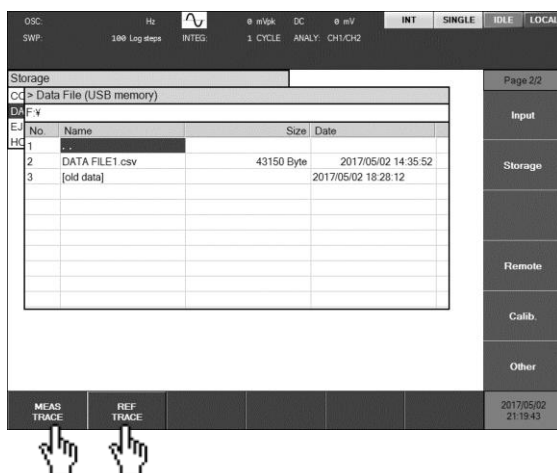 OSC: Hz 0 mVpk DC 0 mV INT SINGLE IDLE LOCAL
SWP: 100 Log steps INTEG: 1 CYCLE ANALY: CH1/CH2
Storage
Page 2/2
> Data File (USB memory)
DA F:¥
Input
EJ No. Name Size Date
HO 1 . .
2 DATA FILE1.csv 43150 Byte 2017/05/02 14:35:52
Storage
3 [old data] 2017/05/02 18:28:12
Remote
Calib.
Other
MEAS TRACE
REF TRACE
2017/05/02
21:19:43